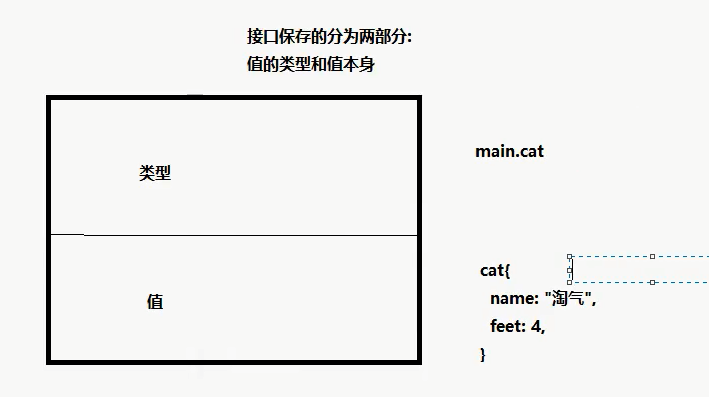 接口保存的分为两部分:
值的类型和值本身
类型
main.cat
值
cat{
name: "淘气",
feet: 4,
}